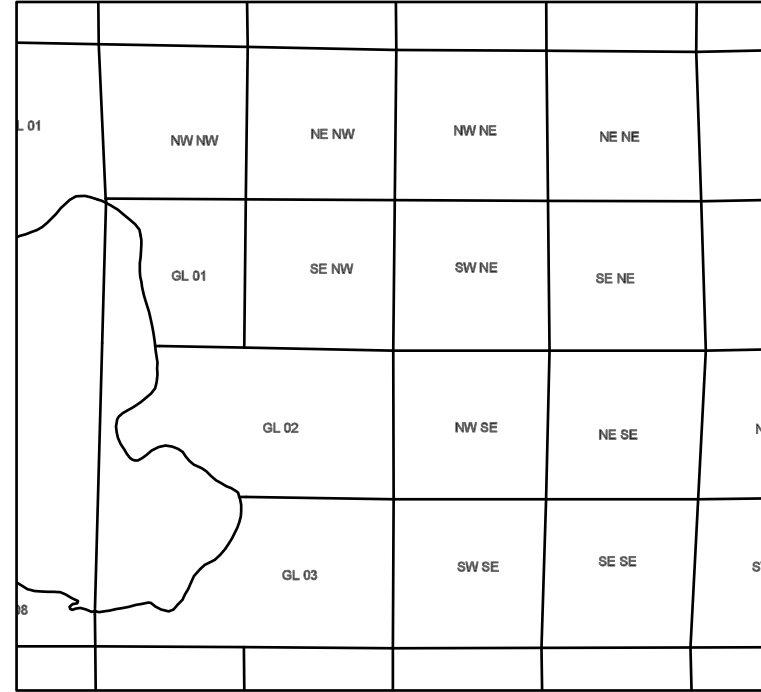 L 01
NW NW
NE NW
NW NE
NE NE
GL 01
SE NW
SW NE
SE NE
GL 02
NW SE
NE SE
N
GL 03
SW SE
SE SE
S
08